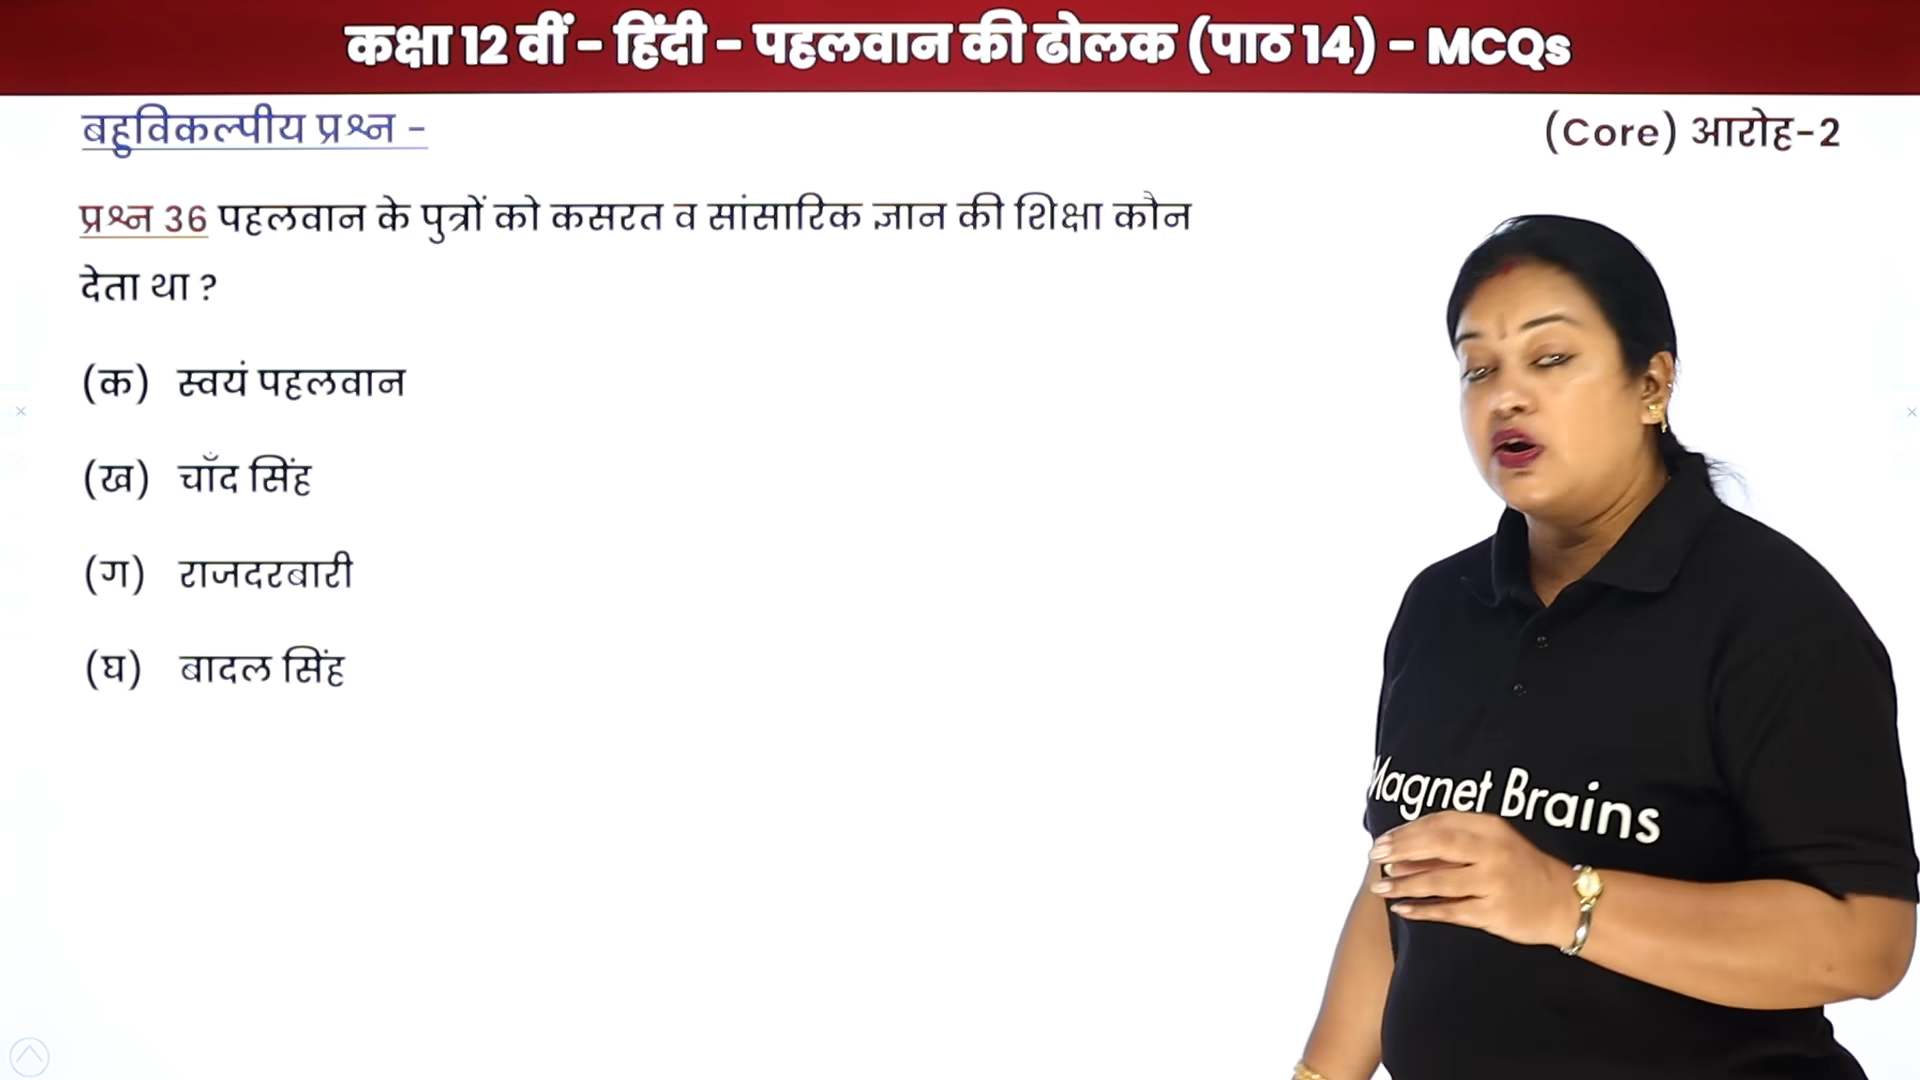 कक्षा 12 वीं - हिंदी - पहलवान की ढोलक (पाठ 14) - MCQs
बहुविकल्पीय प्रश्न -
(Core) आरोह-2
प्रश्न 36 पहलवान के पुत्रों को कसरत व सांसारिक ज्ञान की शिक्षा कौन
देता था ?
(क) स्वयं पहलवान
(ख) चाँद सिंह
(ग) राजदरबारी
(घ) बादल सिंह
Magnet Brains